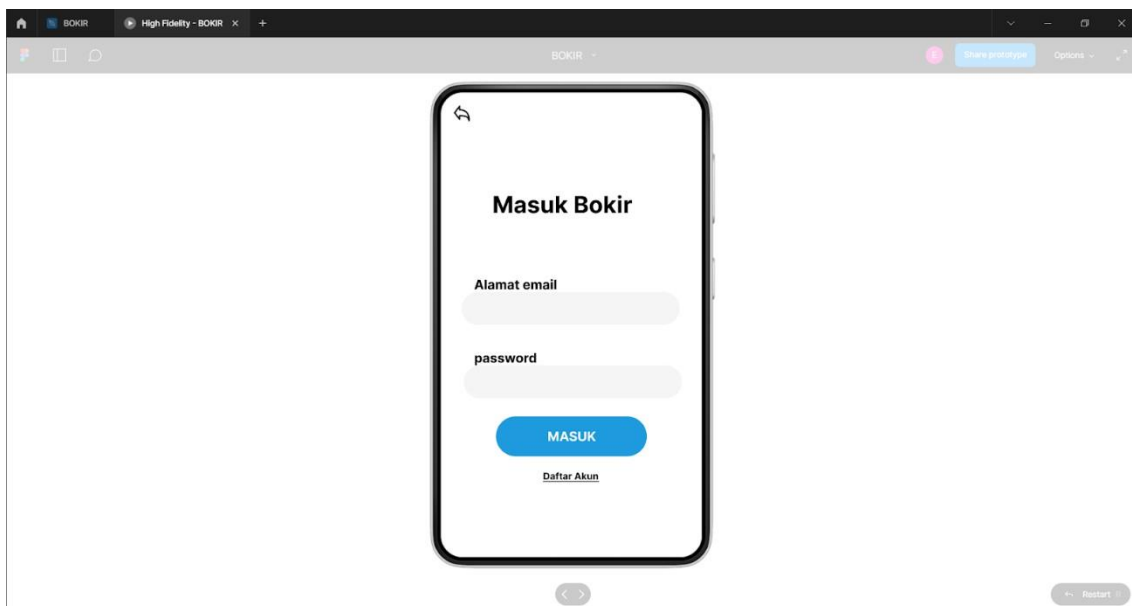 BOKIR
High Fidelity - BOKIR
BOKIR
E
Share prototype
Options
Masuk Bokir
Alamat email
password
MASUK
Daftar Akun
Restart